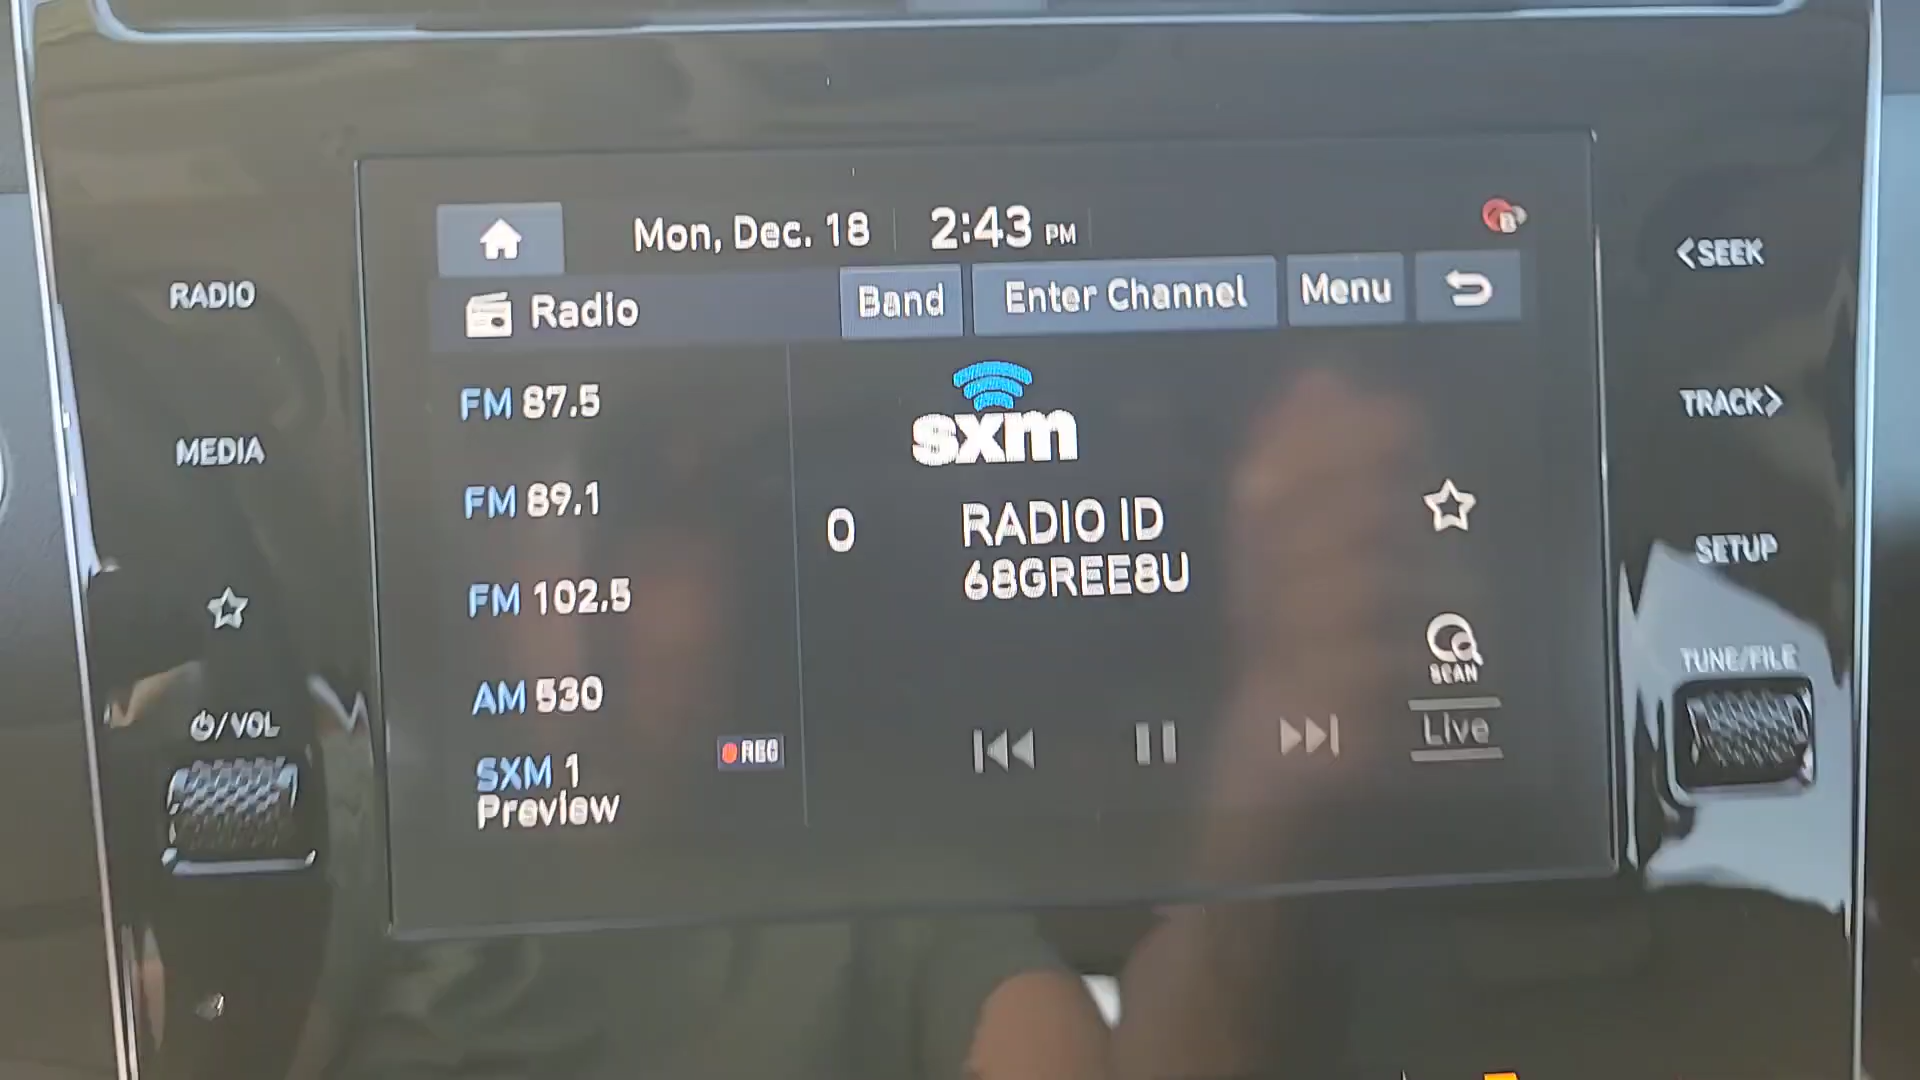 Mon, Dec. 18 2:43 PM
Radio Band Enter Channel Menu
FM 87.5
FM 89.1
FM 102.5
AM 530
SXM 1
Preview
REC
sxm
0 RADIO ID
68GREE8U
SCAN
Live
RADIO
MEDIA
/VOL
<SEEK
TRACK>
SETUP
TUNE/FILE